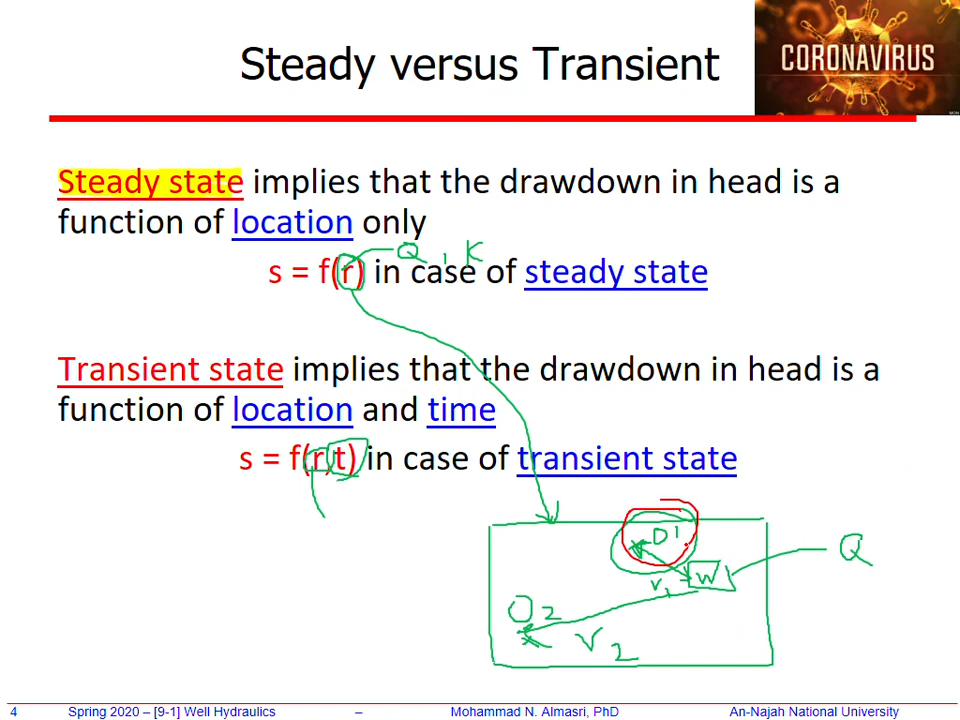 Steady versus Transient
CORONAVIRUS
Steady state implies that the drawdown in head is a
function of location only
Q , K
s = f(r) in case of steady state
Transient state implies that the drawdown in head is a
function of location and time
s = f(r,t) in case of transient state
O1
Q
r1
W
O2
r2
4 Spring 2020 – [9-1] Well Hydraulics – Mohammad N. Almasri, PhD An-Najah National University